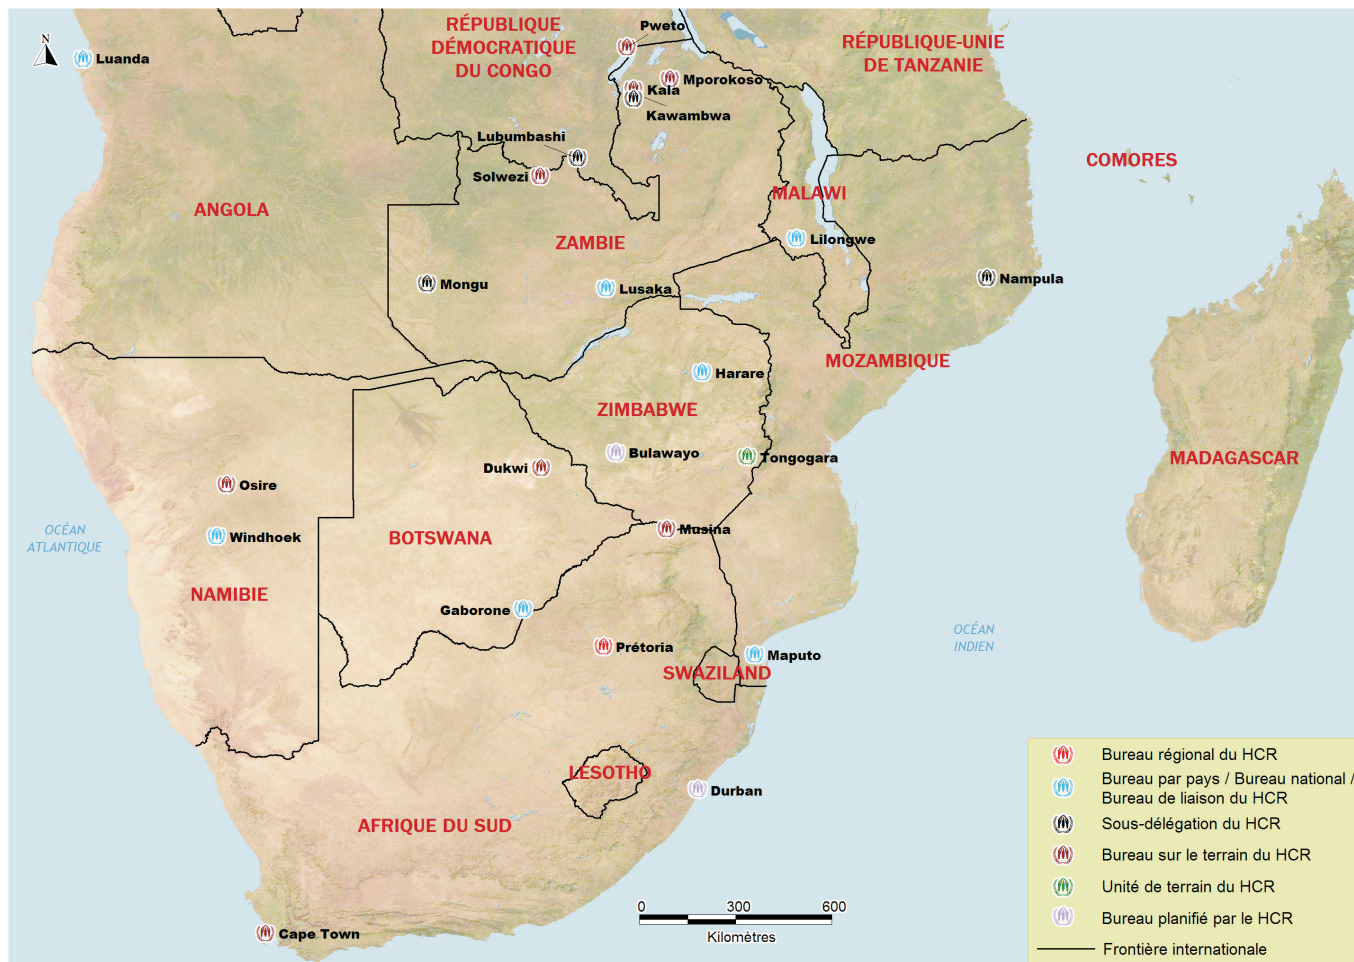 N
Luanda
RÉPUBLIQUE
DÉMOCRATIQUE
DU CONGO
Pweto
RÉPUBLIQUE-UNIE
DE TANZANIE
Mporokoso
Kala
Kawambwa
Lubumbashi
Solwezi
COMORES
ANGOLA
MALAWI
ZAMBIE
Lilongwe
Mongu
Lusaka
Nampula
MOZAMBIQUE
Harare
ZIMBABWE
Bulawayo
Tongogara
Dukwi
MADAGASCAR
Osire
OCÉAN
ATLANTIQUE
Windhoek
BOTSWANA
Musina
NAMIBIE
Gaborone
OCÉAN
INDIEN
Prétoria
Maputo
SWAZILAND
LESOTHO
Durban
AFRIQUE DU SUD
Cape Town
0 300 600
Kilomètres
Bureau régional du HCR
Bureau par pays / Bureau national /
Bureau de liaison du HCR
Sous-délégation du HCR
Bureau sur le terrain du HCR
Unité de terrain du HCR
Bureau planifié par le HCR
Frontière internationale